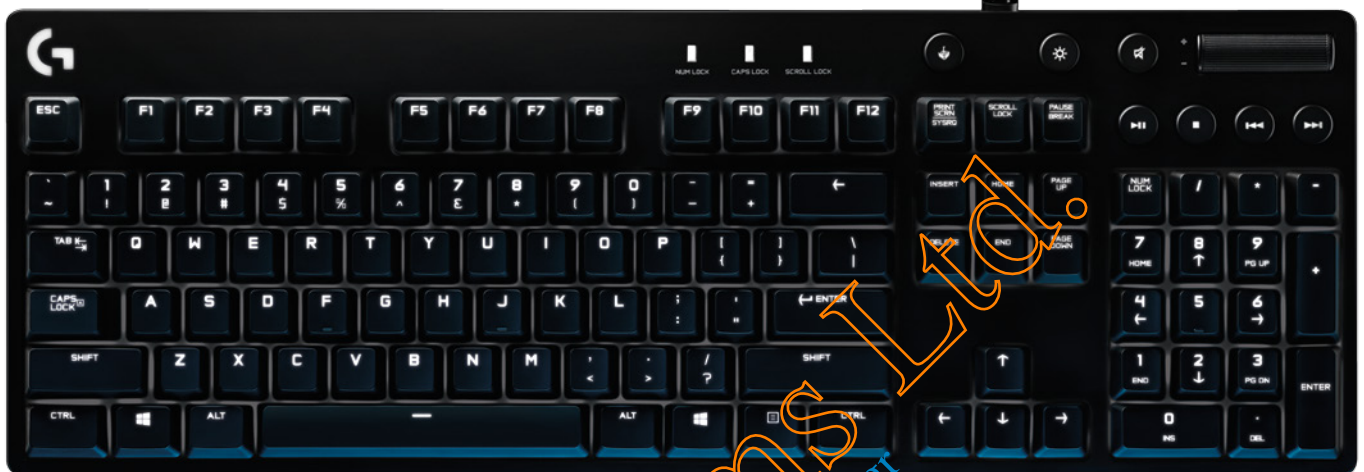 NUM LOCK CAPS LOCK SCROLL LOCK + -
ESC F1 F2 F3 F4 F5 F6 F7 F8 F9 F10 F11 F12 PRINT SCRN SYSRQ SCROLL LOCK PAUSE BREAK
` 1 2 3 4 5 6 7 8 9 0 - = ← INSERT HOME PAGE UP NUM LOCK / * -
~ ! @ # $ % ^ & * ( ) _ +
TAB Q W E R T Y U I O P [ ] \ DELETE END PAGE DOWN 7 8 9 +
{ } | HOME ↑ PG UP
CAPS LOCK A S D F G H J K L ; ' ENTER 4 5 6
: " ← →
SHIFT Z X C V B N M , . / SHIFT ↑ 1 2 3 ENTER
< > ? END ↓ PG DN
CTRL ALT ALT CTRL ← ↓ → 0 .
INS DEL
Ltd.